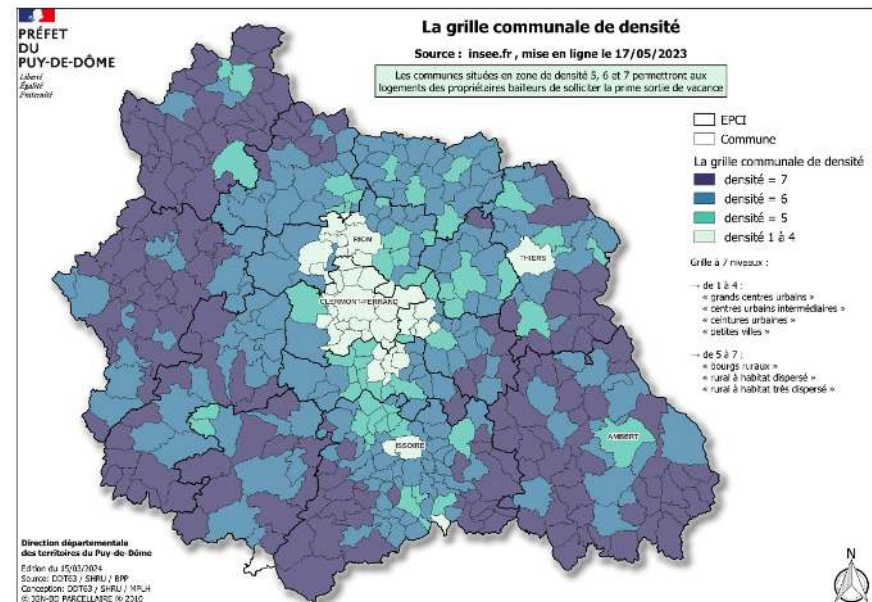 PRÉFET
DU
PUY-DE-DÔME
Liberté
Égalité
Fraternité
La grille communale de densité
Source : insee.fr , mise en ligne le 17/05/2023
Les communes situées en zone de densité 5, 6 et 7 permettront aux
logements des propriétaires bailleurs de solliciter la prime sortie de vacance
EPCI
Commune
La grille communale de densité
densité = 7
densité = 6
densité = 5
densité 1 à 4
Grille à 7 niveaux :
→ de 1 à 4 :
« grands centres urbains »
« centres urbains intermédiaires »
« ceintures urbaines »
« petites villes »
→ de 5 à 7 :
« bourgs ruraux »
« rural à habitat dispersé »
« rural à habitat très dispersé »
RIOM
THIERS
CLERMONT-FERRAND
AMBERT
ISSOIRE
Direction départementale
des territoires du Puy-de-Dôme
Edition du 15/03/2024
Source: DDT63 / SHRU / BPP
Conception: DDT63 / SHRU / MPLH
© IGN-BD PARCELLAIRE ® 2010
N